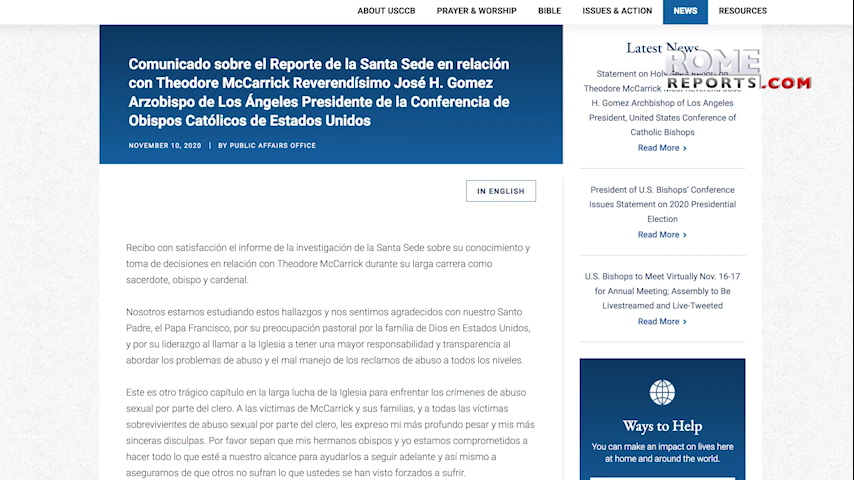 ABOUT USCCB PRAYER & WORSHIP BIBLE ISSUES & ACTION NEWS RESOURCES
Comunicado sobre el Reporte de la Santa Sede en relación
con Theodore McCarrick Reverendísimo José H. Gomez
Arzobispo de Los Ángeles Presidente de la Conferencia de
Obispos Católicos de Estados Unidos
NOVEMBER 10, 2020 | BY PUBLIC AFFAIRS OFFICE
IN ENGLISH
Recibo con satisfacción el informe de la investigación de la Santa Sede sobre su conocimiento y
toma de decisiones en relación con Theodore McCarrick durante su larga carrera como
sacerdote, obispo y cardenal.
Nosotros estamos estudiando estos hallazgos y nos sentimos agradecidos con nuestro Santo
Padre, el Papa Francisco, por su preocupación pastoral por la familia de Dios en Estados Unidos,
y por su liderazgo al llamar a la Iglesia a tener una mayor responsabilidad y transparencia al
abordar los problemas de abuso y el mal manejo de los reclamos de abuso a todos los niveles.
Este es otro trágico capítulo en la larga lucha de la Iglesia para enfrentar los crímenes de abuso
sexual por parte del clero. A las víctimas de McCarrick y sus familias, y a todas las víctimas
sobrevivientes de abuso sexual por parte del clero, les expreso mi más profundo pesar y mis más
sinceras disculpas. Por favor sepan que mis hermanos obispos y yo estamos comprometidos a
hacer todo lo que esté a nuestro alcance para ayudarlos a seguir adelante y así mismo a
asegurarnos de que otros no sufran lo que ustedes se han visto forzados a sufrir.
Latest News
ROME
REPORTS.COM
Statement on Holy
Theodore McCarrick
H. Gomez Archbishop of Los Angeles
President, United States Conference of
Catholic Bishops
Read More ›
President of U.S. Bishops' Conference
Issues Statement on 2020 Presidential
Election
Read More ›
U.S. Bishops to Meet Virtually Nov. 16-17
for Annual Meeting; Assembly to Be
Livestreamed and Live-Tweeted
Read More ›
Ways to Help
You can make an impact on lives here
at home and around the world.